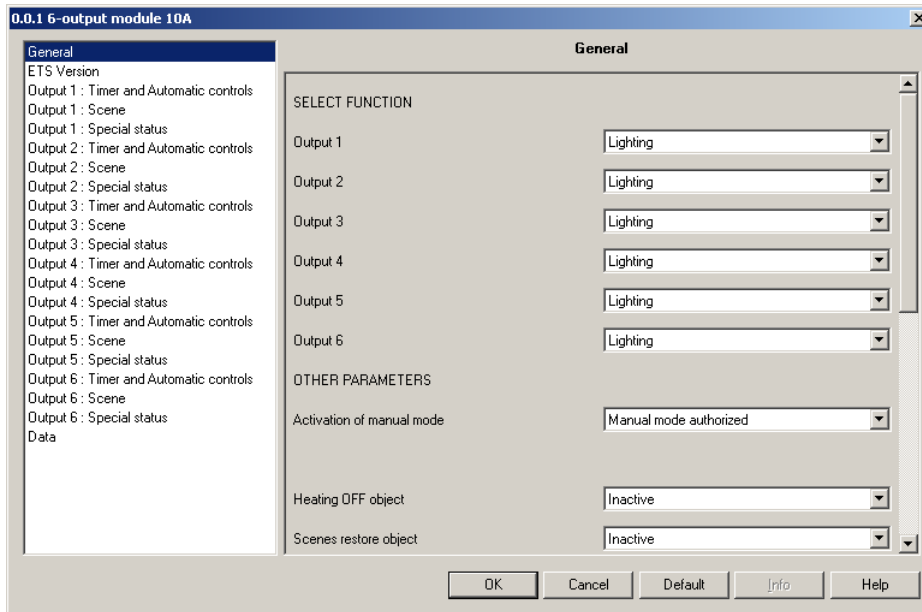 0.0.1 6-output module 10A
General
ETS Version
Output 1 : Timer and Automatic controls
Output 1 : Scene
Output 1 : Special status
Output 2 : Timer and Automatic controls
Output 2 : Scene
Output 2 : Special status
Output 3 : Timer and Automatic controls
Output 3 : Scene
Output 3 : Special status
Output 4 : Timer and Automatic controls
Output 4 : Scene
Output 4 : Special status
Output 5 : Timer and Automatic controls
Output 5 : Scene
Output 5 : Special status
Output 6 : Timer and Automatic controls
Output 6 : Scene
Output 6 : Special status
Data
General
SELECT FUNCTION
Output 1 Lighting
Output 2 Lighting
Output 3 Lighting
Output 4 Lighting
Output 5 Lighting
Output 6 Lighting
OTHER PARAMETERS
Activation of manual mode Manual mode authorized
Heating OFF object Inactive
Scenes restore object Inactive
OK Cancel Default Info Help